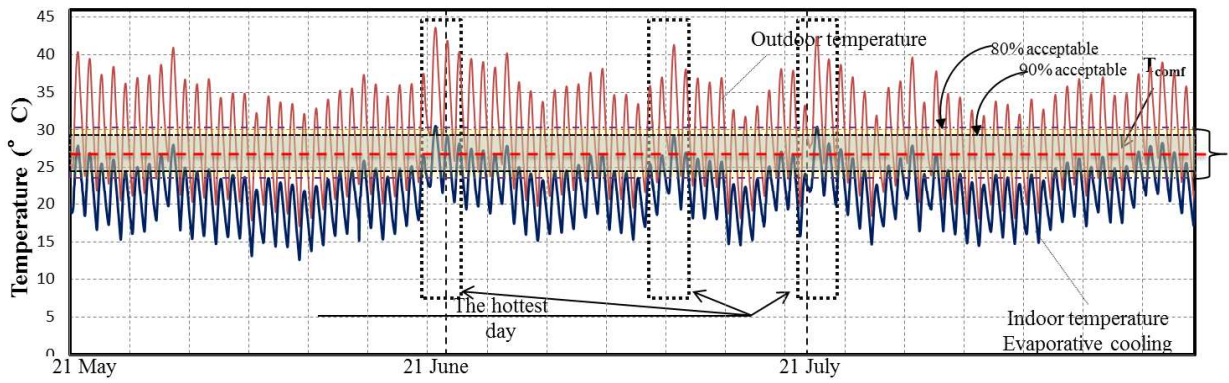 45
40
35
30
25
20
15
10
5
0
Temperature (° C)
Outdoor temperature
80% acceptable
90% acceptable
Tcomf
The hottest
day
Indoor temperature
Evaporative cooling
21 May
21 June
21 July